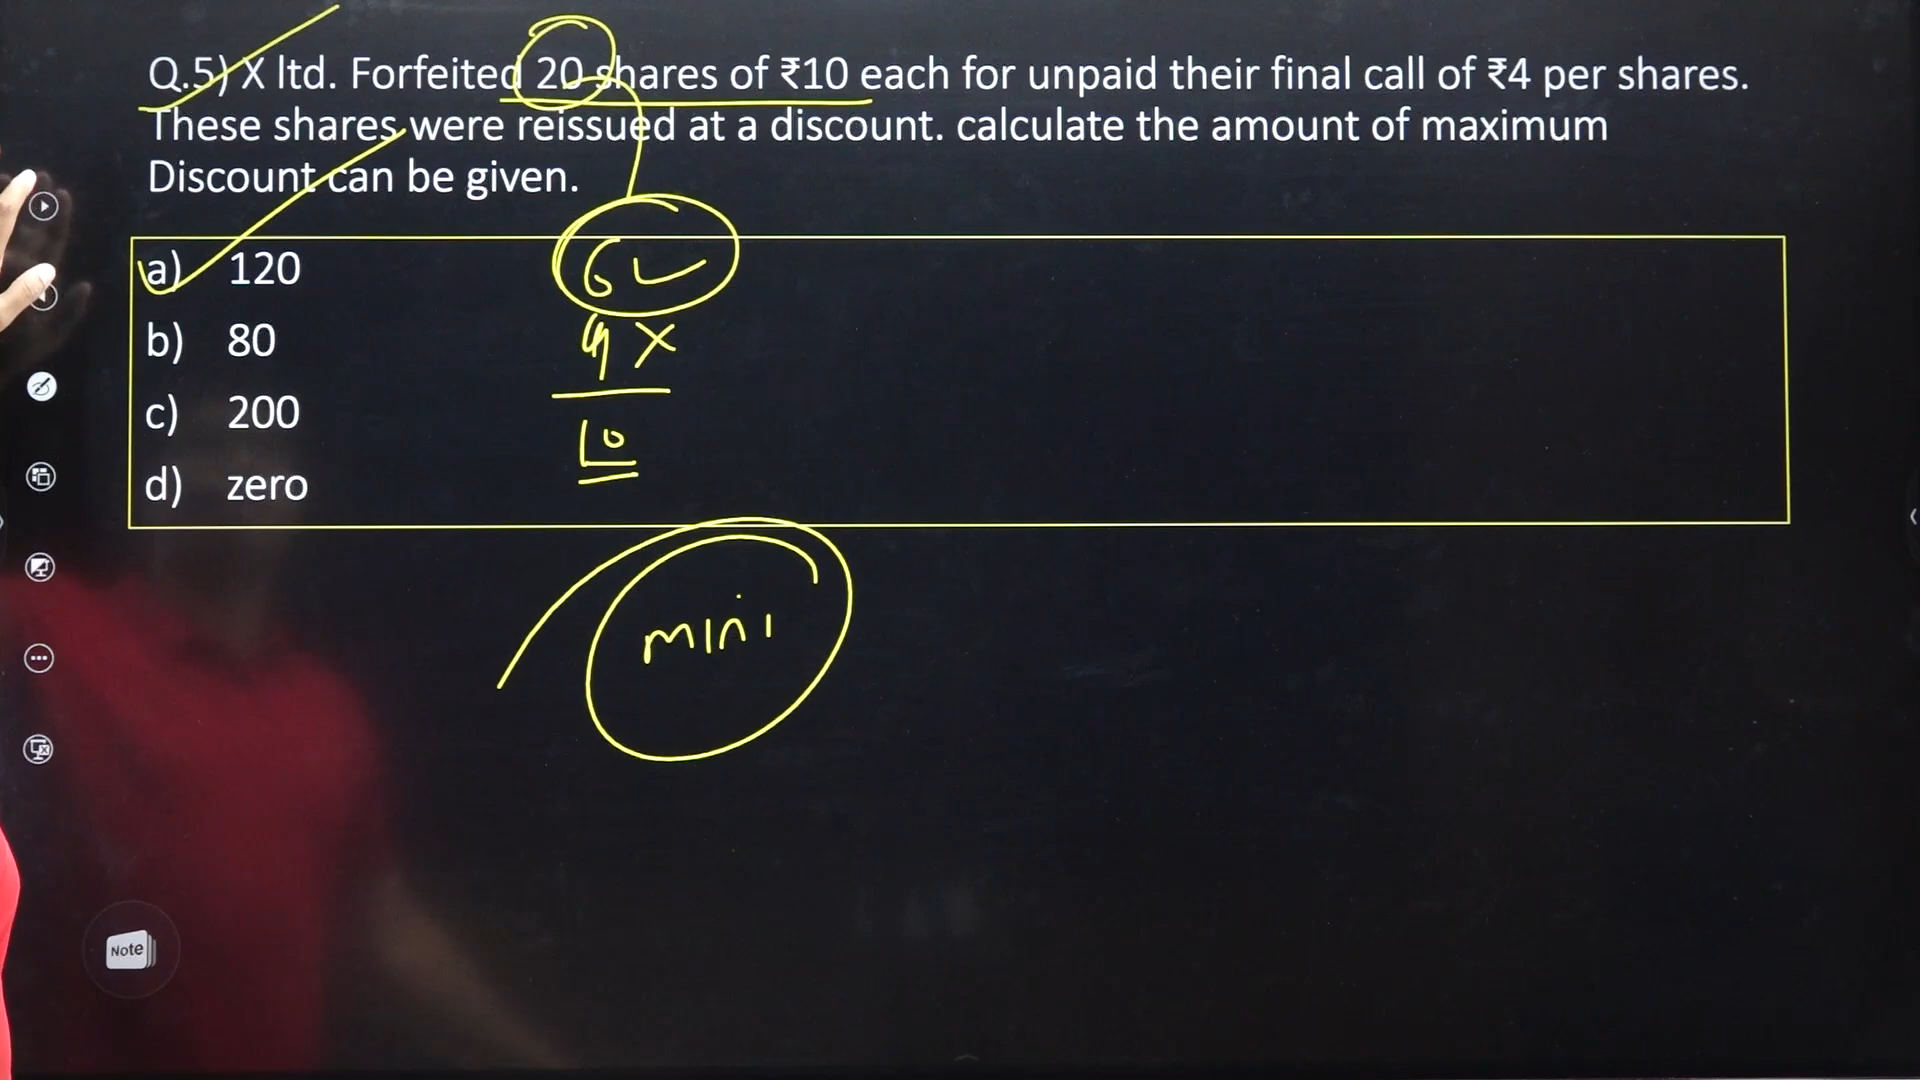 Q.5) X ltd. Forfeited 20 shares of ₹10 each for unpaid their final call of ₹4 per shares.
These shares were reissued at a discount. calculate the amount of maximum
Discount can be given.
a) 120
b) 80
c) 200
d) zero
6 ✓
4 X
10
mini
Note